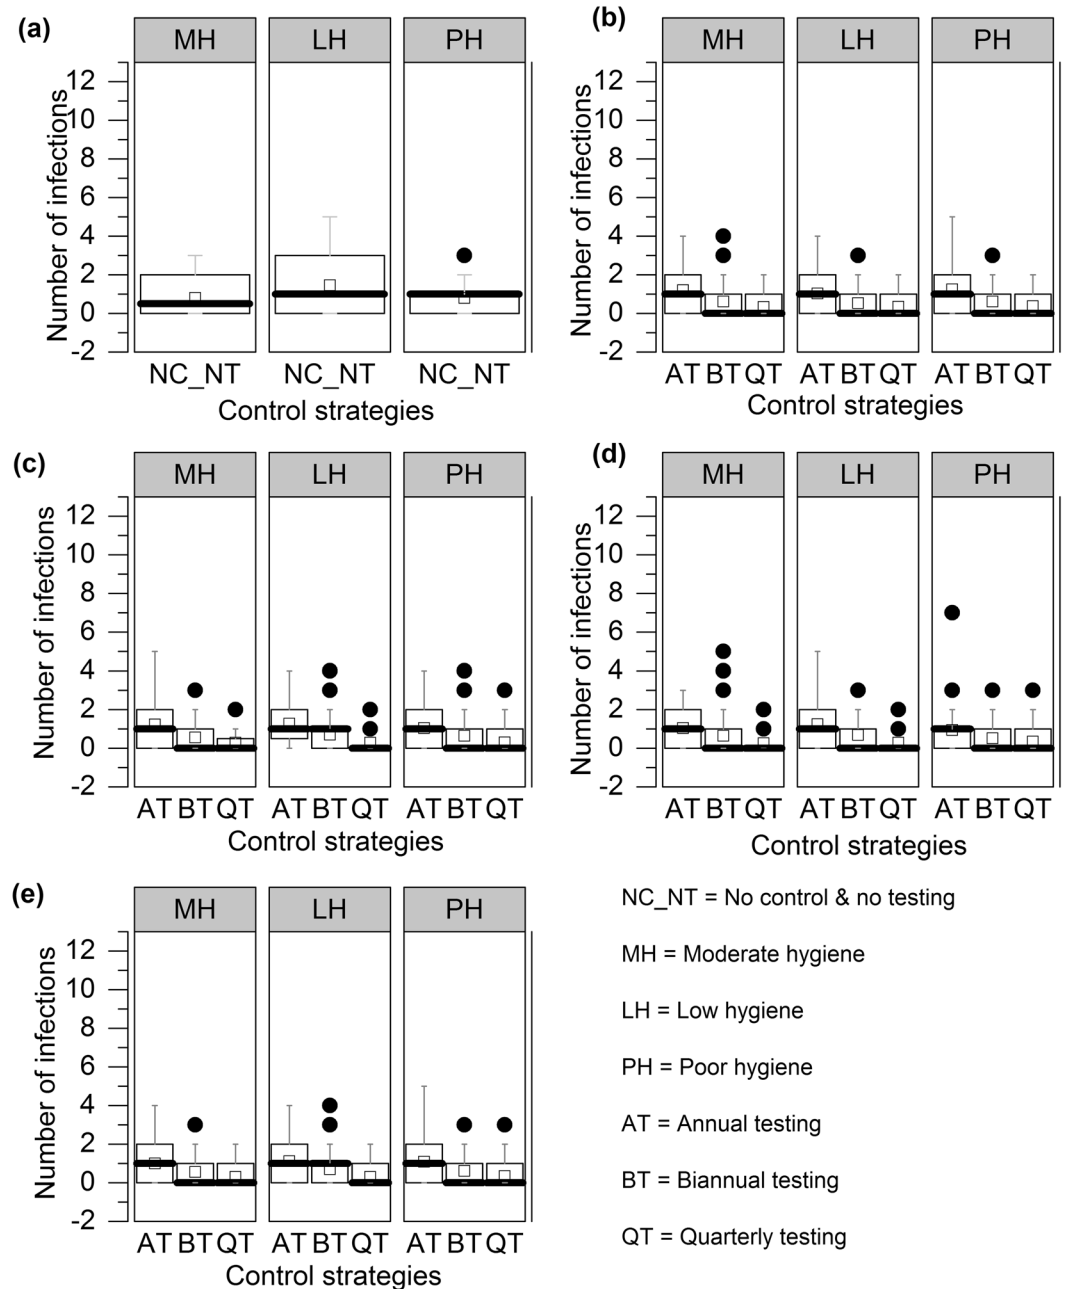 (a)
MH LH PH
12
10
8
6
4
2
0
-2
Number of infections
NC_NT NC_NT NC_NT
Control strategies
(b)
MH LH PH
12
10
8
6
4
2
0
-2
Number of infections
AT BT QT AT BT QT AT BT QT
Control strategies
(c)
MH LH PH
12
10
8
6
4
2
0
-2
Number of infections
AT BT QT AT BT QT AT BT QT
Control strategies
(d)
MH LH PH
12
10
8
6
4
2
0
-2
Number of infections
AT BT QT AT BT QT AT BT QT
Control strategies
(e)
MH LH PH
12
10
8
6
4
2
0
-2
Number of infections
AT BT QT AT BT QT AT BT QT
Control strategies
NC_NT = No control & no testing
MH = Moderate hygiene
LH = Low hygiene
PH = Poor hygiene
AT = Annual testing
BT = Biannual testing
QT = Quarterly testing